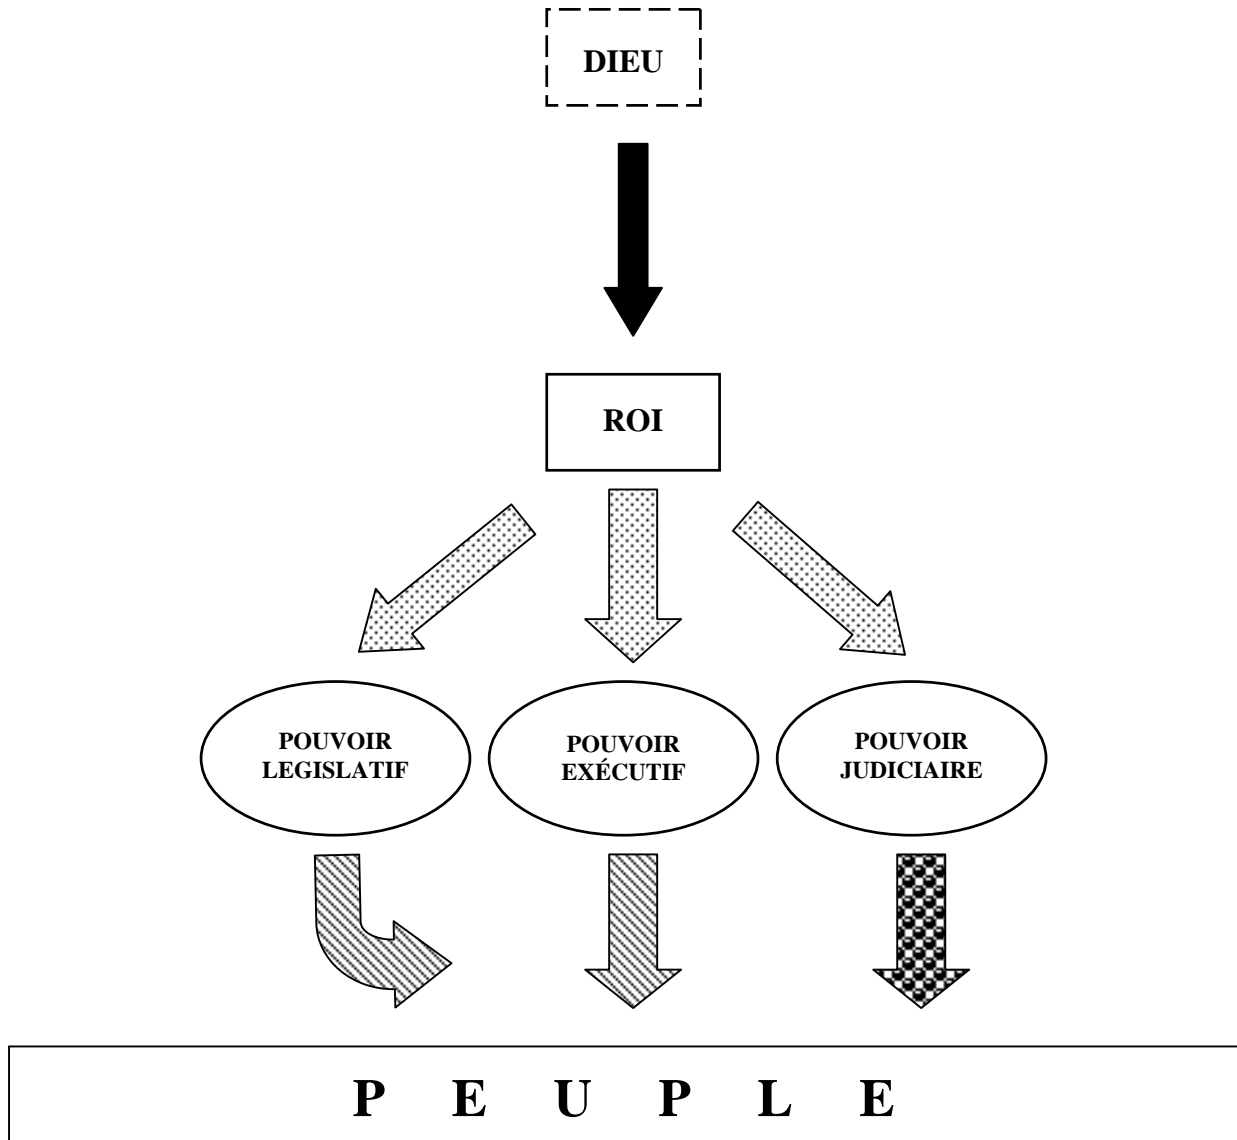 DIEU
ROI
POUVOIR
LEGISLATIF
POUVOIR
EXÉCUTIF
POUVOIR
JUDICIAIRE
P E U P L E